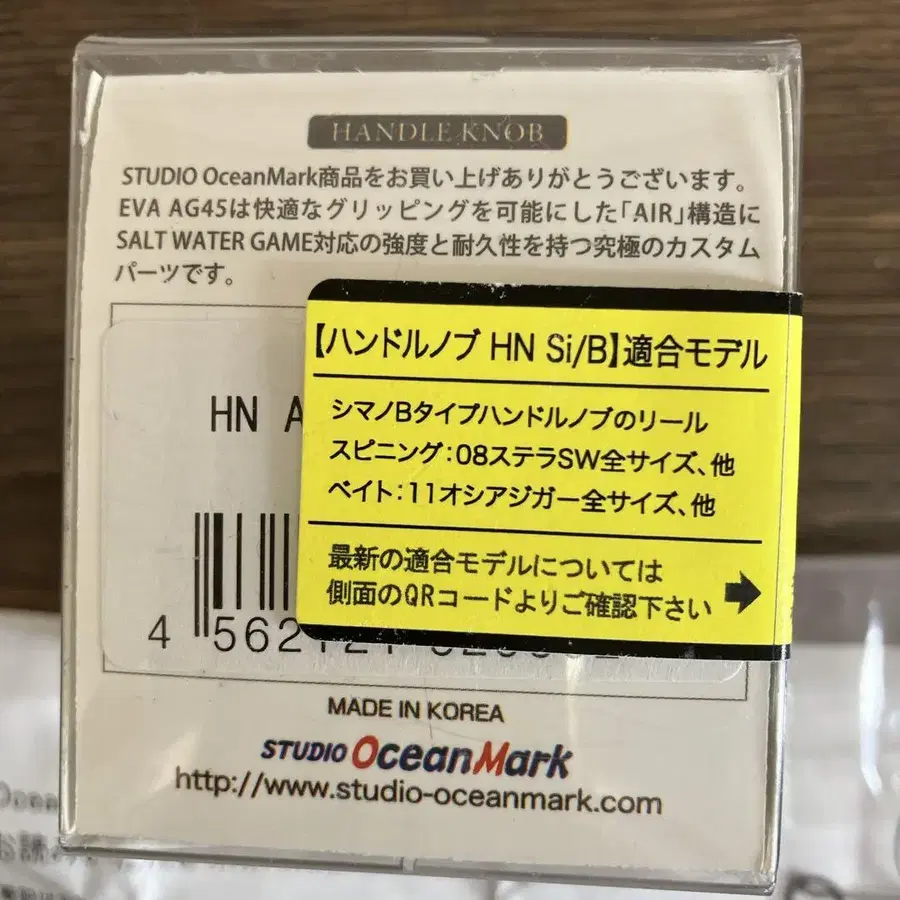 HANDLE KNOB
STUDIO OceanMark商品をお買い上げありがとうございます。
EVA AG45は快適なグリッピングを可能にした「AIR」構造に
SALT WATER GAME対応の強度と耐久性を持つ究極のカスタム
パーツです。
【ハンドルノブ HN Si/B】適合モデル
シマノBタイプハンドルノブのリール
スピニング:08ステラSW全サイズ、他
ベイト:11オシアジガー全サイズ、他
最新の適合モデルについては
側面のQRコードよりご確認下さい
HN A
4 562121
MADE IN KOREA
STUDIO OceanMark
http://www.studio-oceanmark.com